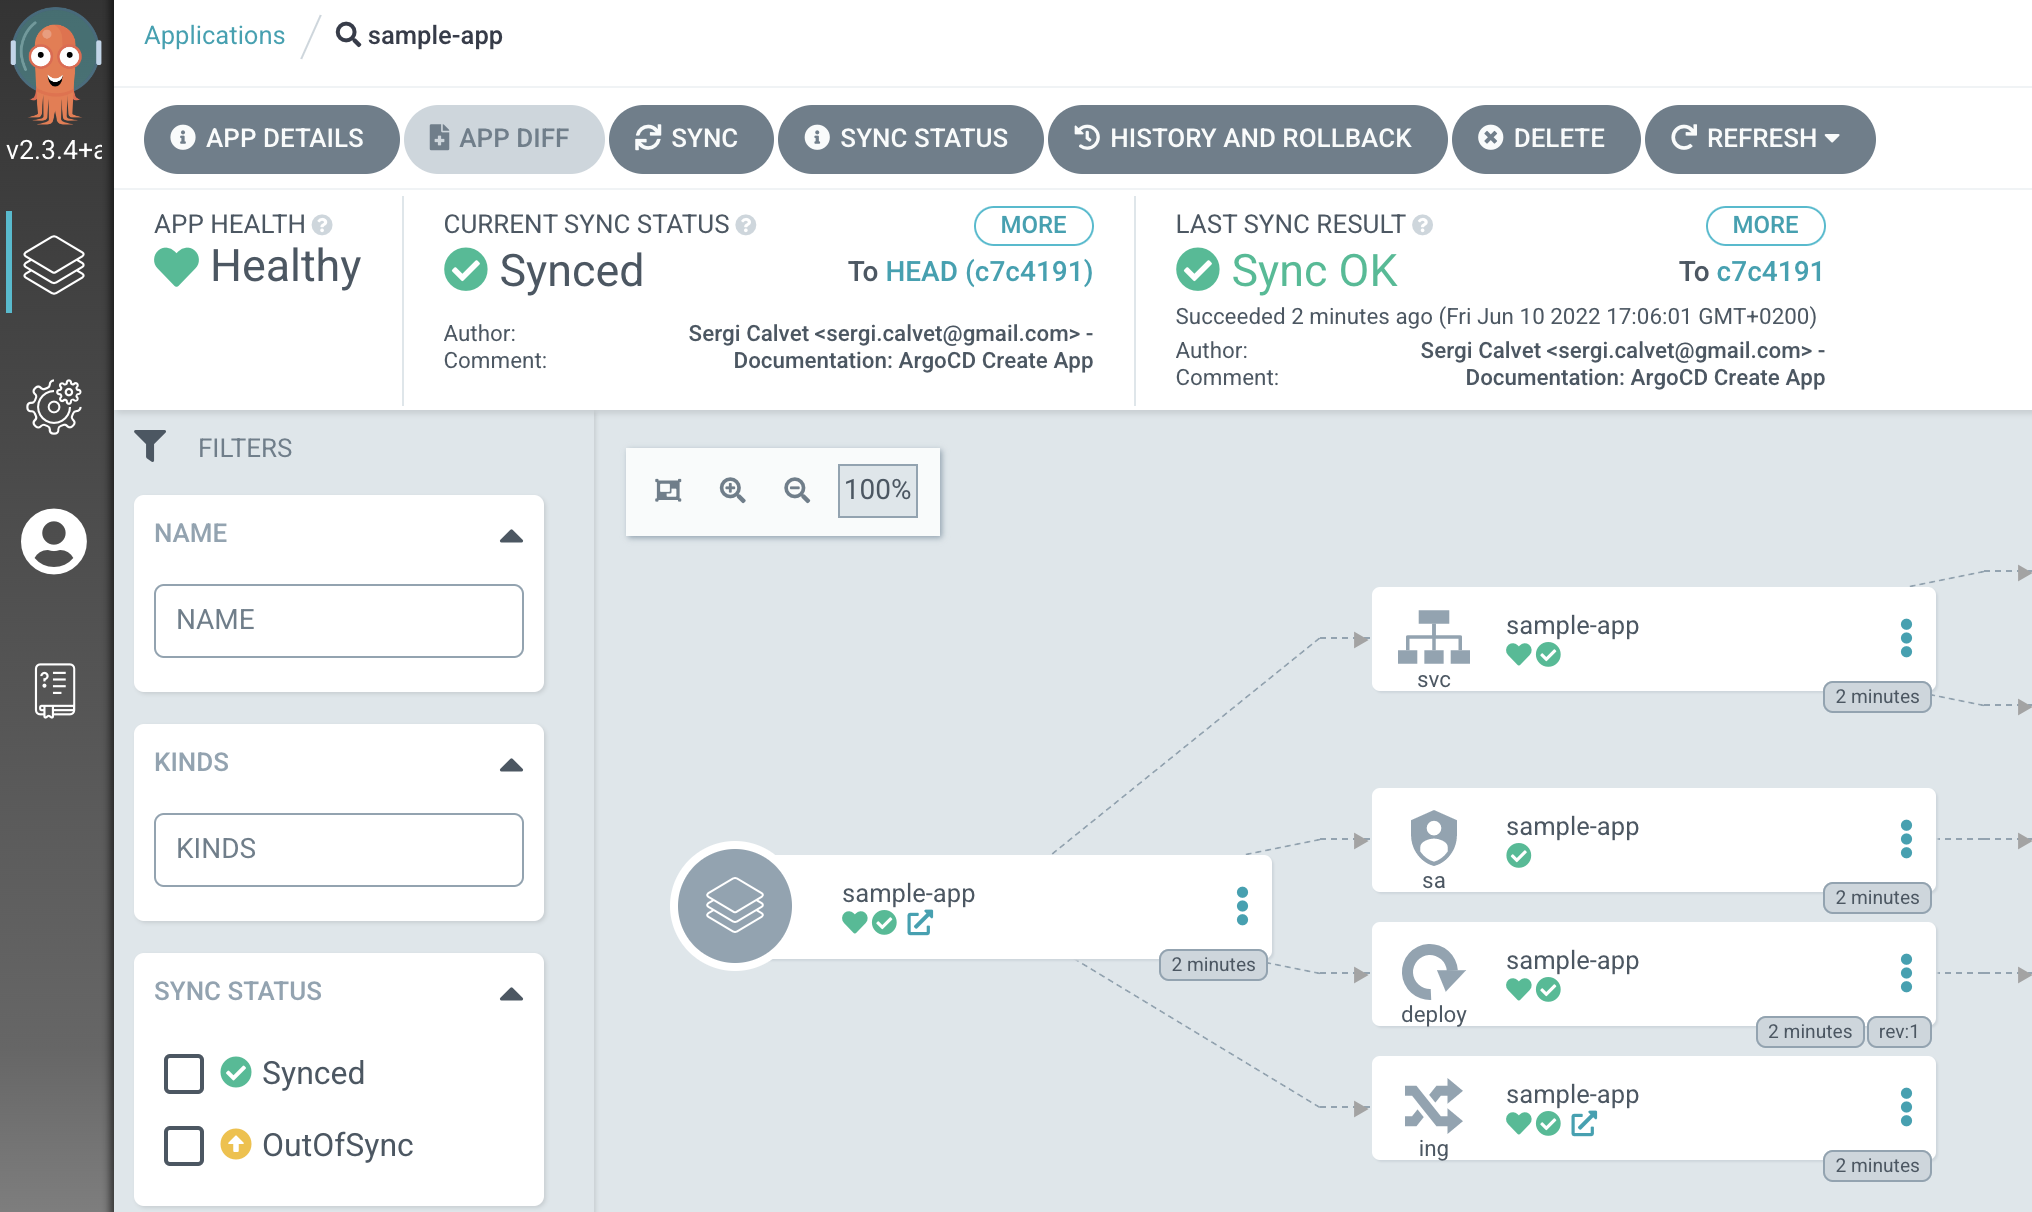 Applications / sample-app
v2.3.4+a
APP DETAILS
APP DIFF
SYNC
SYNC STATUS
HISTORY AND ROLLBACK
DELETE
REFRESH
APP HEALTH
Healthy
CURRENT SYNC STATUS
MORE
Synced
To HEAD (c7c4191)
Author: Sergi Calvet <sergi.calvet@gmail.com> -
Comment: Documentation: ArgoCD Create App
LAST SYNC RESULT
MORE
Sync OK
To c7c4191
Succeeded 2 minutes ago (Fri Jun 10 2022 17:06:01 GMT+0200)
Author: Sergi Calvet <sergi.calvet@gmail.com> -
Comment: Documentation: ArgoCD Create App
FILTERS
NAME
NAME
KINDS
KINDS
SYNC STATUS
Synced
OutOfSync
100%
sample-app
2 minutes
sample-app
svc
2 minutes
sample-app
sa
2 minutes
sample-app
deploy
2 minutes
rev:1
sample-app
ing
2 minutes